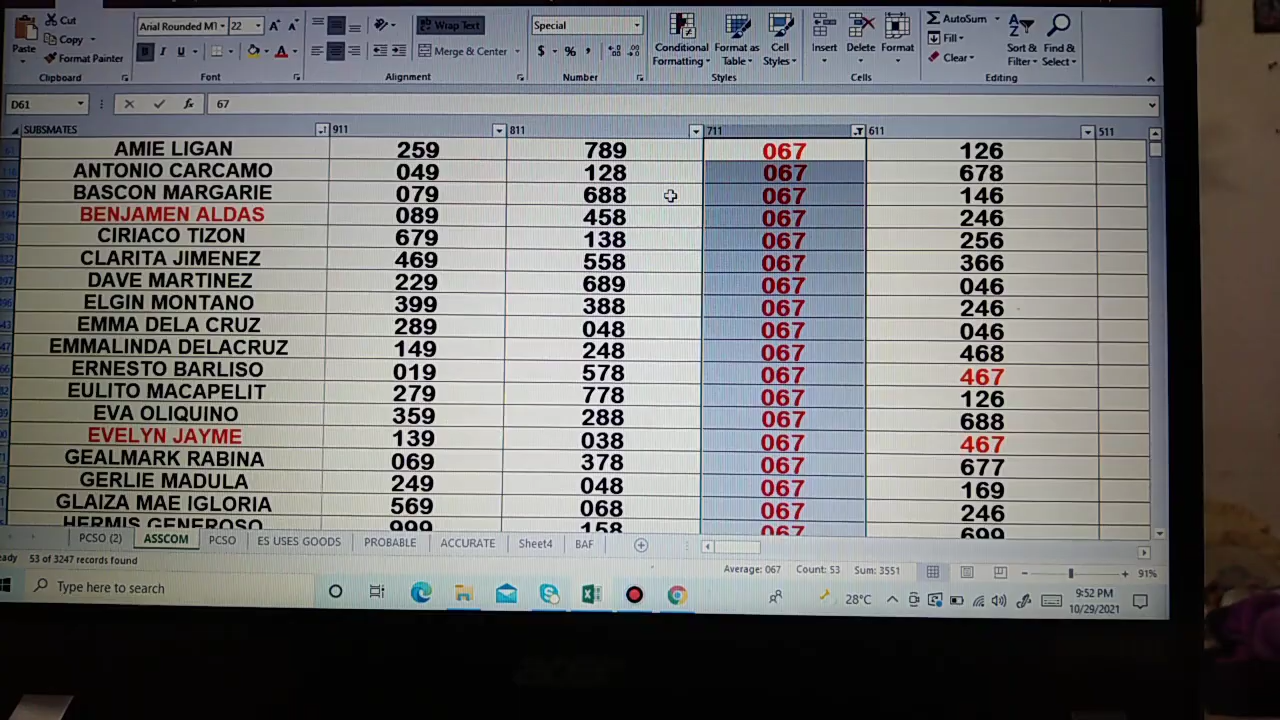 Cut
Copy
Format Painter
Paste
Clipboard
Arial Rounded MT 22 A A
B I U A
Font
Wrap Text
Merge & Center
Alignment
Special
$ % ,
Number
Conditional Formatting
Format as Table
Cell Styles
Styles
Insert Delete Format
Cells
AutoSum
Fill
Clear
Sort & Filter
Find & Select
Editing
D61 fx 67
SUBSMATES 911 811 711 611 511
AMIE LIGAN 259 789 067 126
ANTONIO CARCAMO 049 128 067 678
BASCON MARGARIE 079 688 067 146
BENJAMEN ALDAS 089 458 067 246
CIRIACO TIZON 679 138 067 256
CLARITA JIMENEZ 469 558 067 366
DAVE MARTINEZ 229 689 067 046
ELGIN MONTANO 399 388 067 246
EMMA DELA CRUZ 289 048 067 046
EMMALINDA DELACRUZ 149 248 067 468
ERNESTO BARLISO 019 578 067 467
EULITO MACAPELIT 279 778 067 126
EVA OLIQUINO 359 288 067 688
EVELYN JAYME 139 038 067 467
GEALMARK RABINA 069 378 067 677
GERLIE MADULA 249 048 067 169
GLAIZA MAE IGLORIA 569 068 067 246
HERMIS GENEROSO 999 158 067 699
PCSO (2) ASSCOM PCSO ES USES GOODS PROBABLE ACCURATE Sheet4 BAF
eady 53 of 3247 records found Average: 067 Count: 53 Sum: 3551 91%
Type here to search 28°C 9:52 PM
10/29/2021
acer